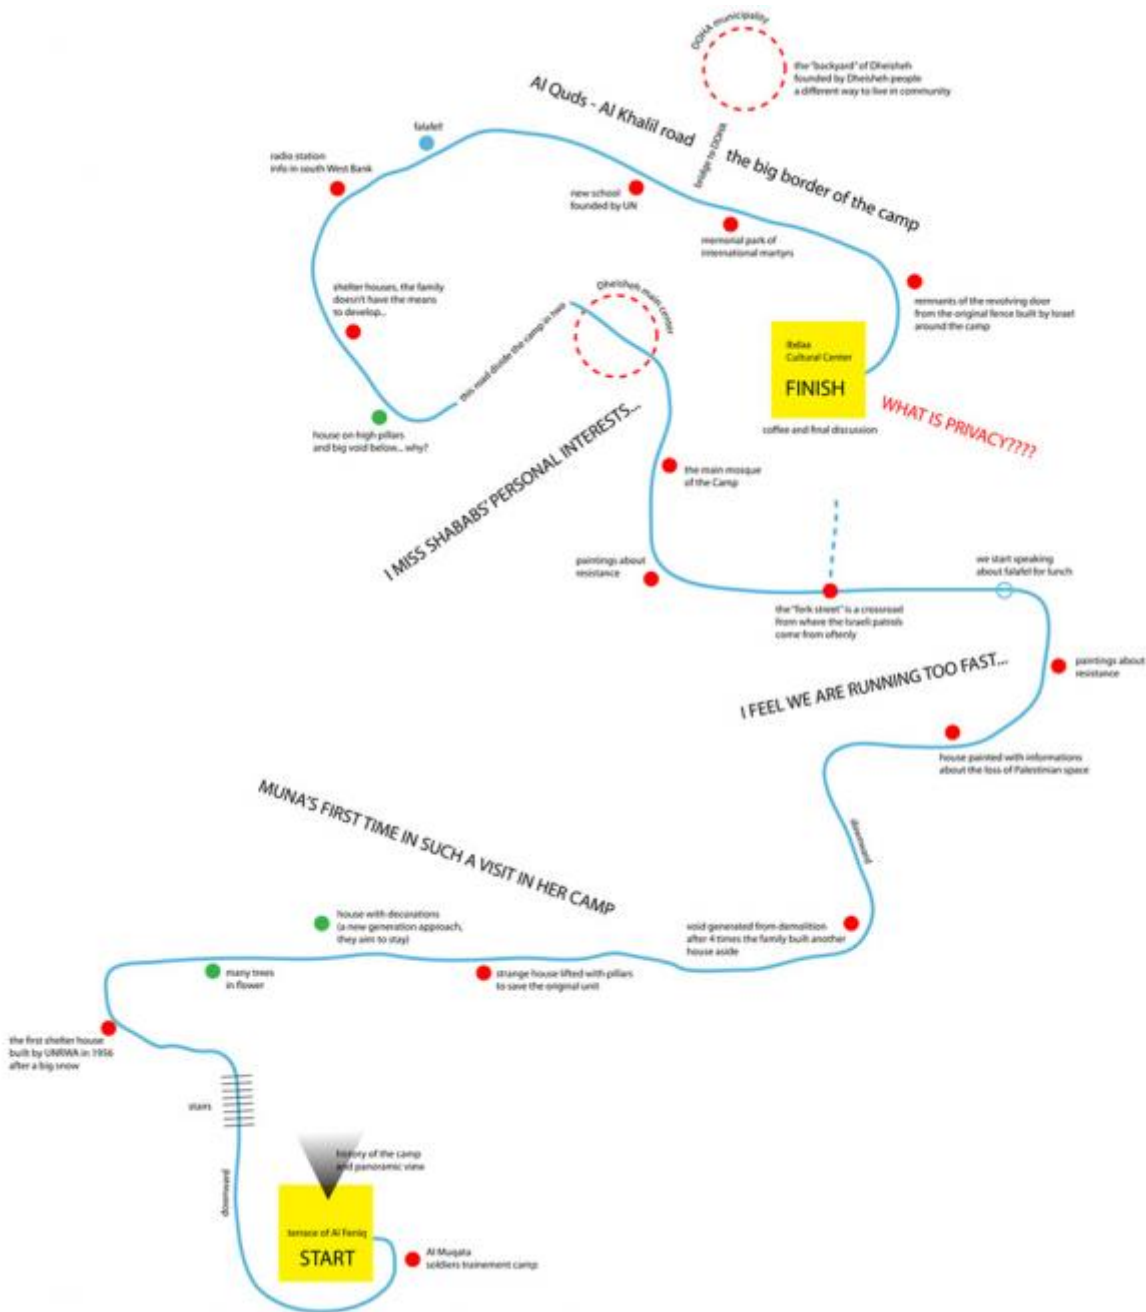 DOHA municipality
the "backyard" of Dheisheh
founded by Dheisheh people
a different way to live in community
Al Quds - Al Khalil road
the big border of the camp
bridge to DOHA
falafel!
radio station
info in south West Bank
new school
founded by UN
memorial park of
international martyrs
shelter houses, the family
doesn't have the means
to develop...
Dheisheh main center
this road divide the camp in two
remnants of the revolving door
from the original fence built by Israel
around the camp
Ibdaa
Cultural Center
FINISH
coffee and final discussion
WHAT IS PRIVACY????
house on high pillars
and big void below... why?
I MISS SHABABS' PERSONAL INTERESTS...
the main mosque
of the Camp
paintings about
resistance
we start speaking
about falafel for lunch
the "ferk street" is a crossroad
from where the Israeli patrols
come from oftenly
I FEEL WE ARE RUNNING TOO FAST...
paintings about
resistance
house painted with informations
about the loss of Palestinian space
downward
MUNA'S FIRST TIME IN SUCH A VISIT IN HER CAMP
house with decorations
(a new generation approach,
they aim to stay)
void generated from demolition
after 4 times the family built another
house aside
many trees
in flower
strange house lifted with pillars
to save the original unit
the first shelter house
built by UNRWA in 1956
after a big snow
stairs
downward
history of the camp
and panoramic view
terrace of Al Feniq
START
Al Muqata
soldiers trainement camp